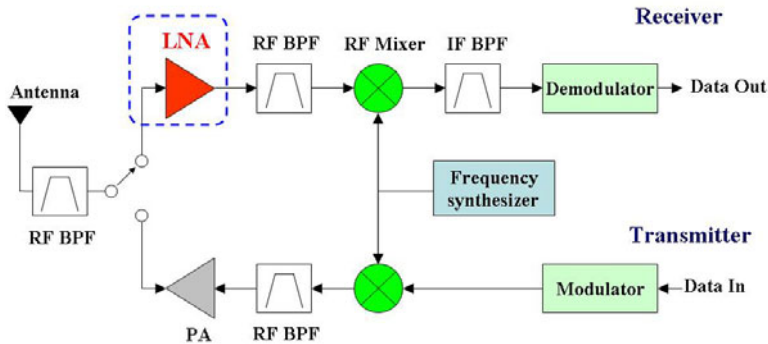 Receiver
LNA
RF BPF
RF Mixer
IF BPF
Antenna
Demodulator
Data Out
RF BPF
Frequency
synthesizer
Transmitter
Modulator
Data In
PA
RF BPF